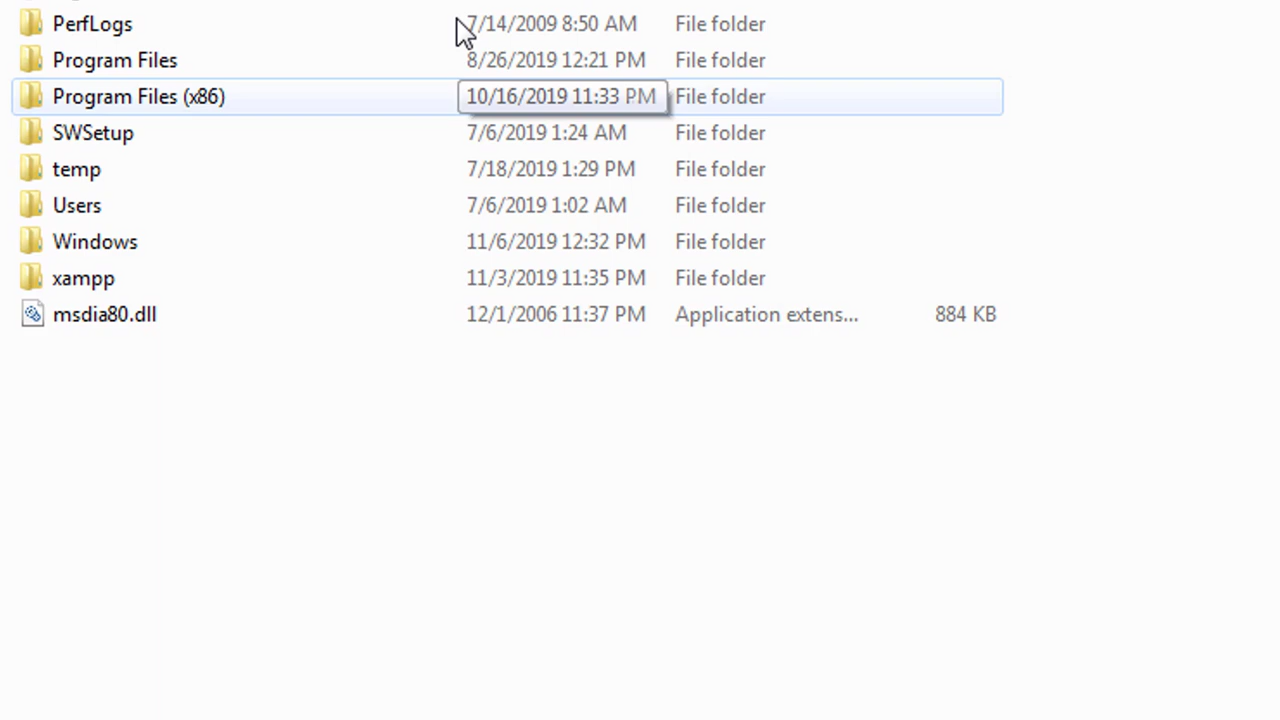 PerfLogs 7/14/2009 8:50 AM File folder
Program Files 8/26/2019 12:21 PM File folder
Program Files (x86) 10/16/2019 11:33 PM File folder
SWSetup 7/6/2019 1:24 AM File folder
temp 7/18/2019 1:29 PM File folder
Users 7/6/2019 1:02 AM File folder
Windows 11/6/2019 12:32 PM File folder
xampp 11/3/2019 11:35 PM File folder
msdia80.dll 12/1/2006 11:37 PM Application extens... 884 KB